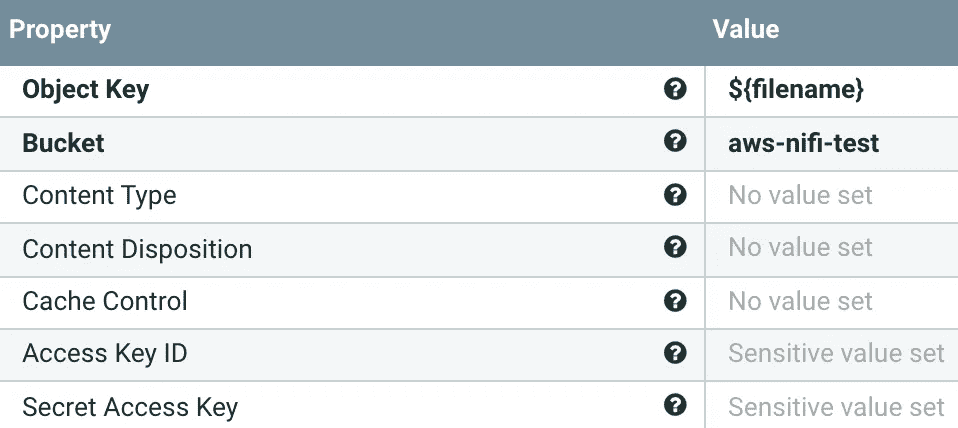 Property Value
Object Key ? ${filename}
Bucket ? aws-nifi-test
Content Type ? No value set
Content Disposition ? No value set
Cache Control ? No value set
Access Key ID ? Sensitive value set
Secret Access Key ? Sensitive value set